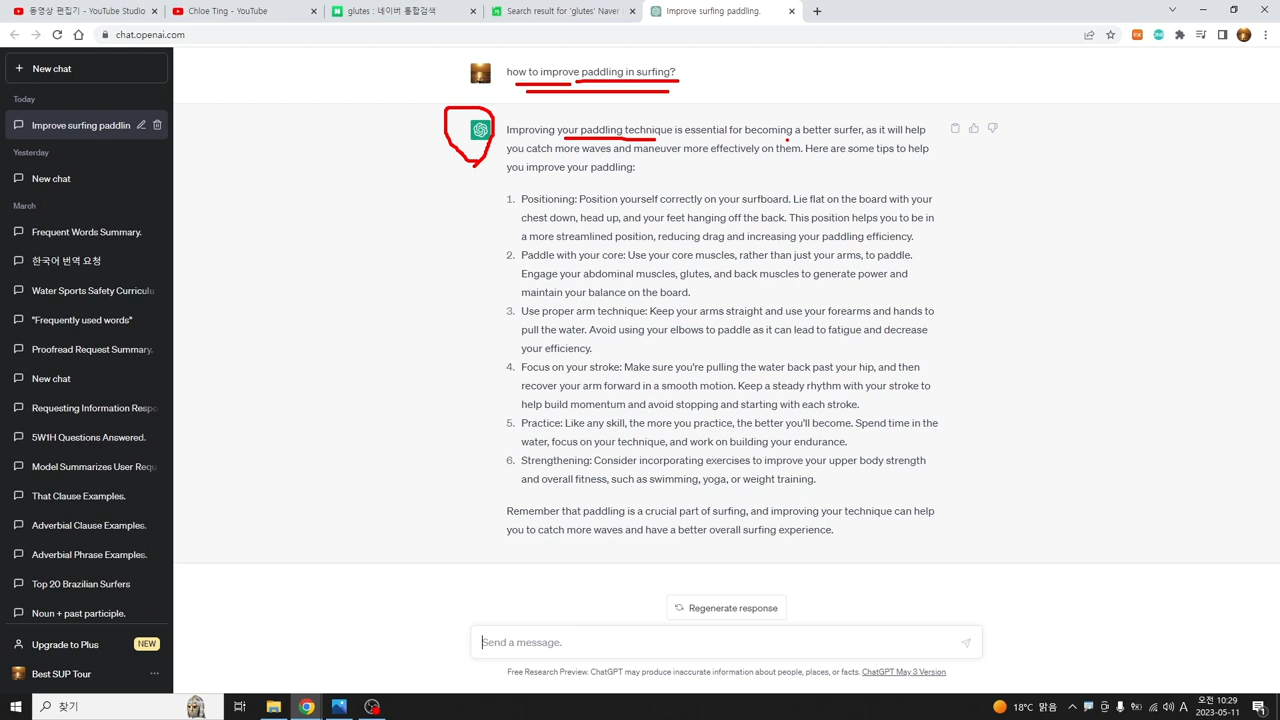 동영상 편집기 - YouTube
Chloe Ting - YouTube
glutes : 네이버 통합검색
Search result for 'glutes' Naver
Improve surfing paddling.
chat.openai.com
New chat
how to improve paddling in surfing?
Today
Improve surfing paddlin
Yesterday
New chat
March
Frequent Words Summary.
한국어 번역 요청
Water Sports Safety Curriculu
"Frequently used words"
Proofread Request Summary.
New chat
Requesting Information Respo
5W1H Questions Answered.
Model Summarizes User Requ
That Clause Examples.
Adverbial Clause Examples.
Adverbs Examples.
Top 20 Brazilian Surfers
Noun + past participle.
Upgrade to Plus NEW
Best SUP Tour
Improving your paddling technique is essential for becoming a better surfer, as it will help
you catch more waves and maneuver more effectively on them. Here are some tips to help
you improve your paddling:
1. Positioning: Position yourself correctly on your surfboard. Lie flat on the board with your
chest down, head up, and your feet hanging off the back. This position helps you to be in
a more streamlined position, reducing drag and increasing your paddling efficiency.
2. Paddle with your core: Use your core muscles, rather than just your arms, to paddle.
Engage your abdominal muscles, glutes, and back muscles to generate power and
maintain your balance on the board.
3. Use proper arm technique: Keep your arms straight and use your forearms and hands to
pull the water. Avoid using your elbows to paddle as it can lead to fatigue and decrease
your efficiency.
4. Focus on your stroke: Make sure you're pulling the water back past your hip, and then
recover your arm forward in a smooth motion. Keep a steady rhythm with your stroke to
help build momentum and avoid stopping and starting with each stroke.
5. Practice: Like any skill, the more you practice, the better you'll become. Spend time in the
water, focus on your technique, and work on building your endurance.
6. Strengthening: Consider incorporating exercises to improve your upper body strength
and overall fitness, such as swimming, yoga, or weight training.
Remember that paddling is a crucial part of surfing, and improving your technique can help
you to catch more waves and have a better overall surfing experience.
Regenerate response
Send a message.
Free Research Preview. ChatGPT may produce inaccurate information about people, places, or facts. ChatGPT May 3 Version
찾기
18°C 맑음
A
오전 10:29
2023-05-11